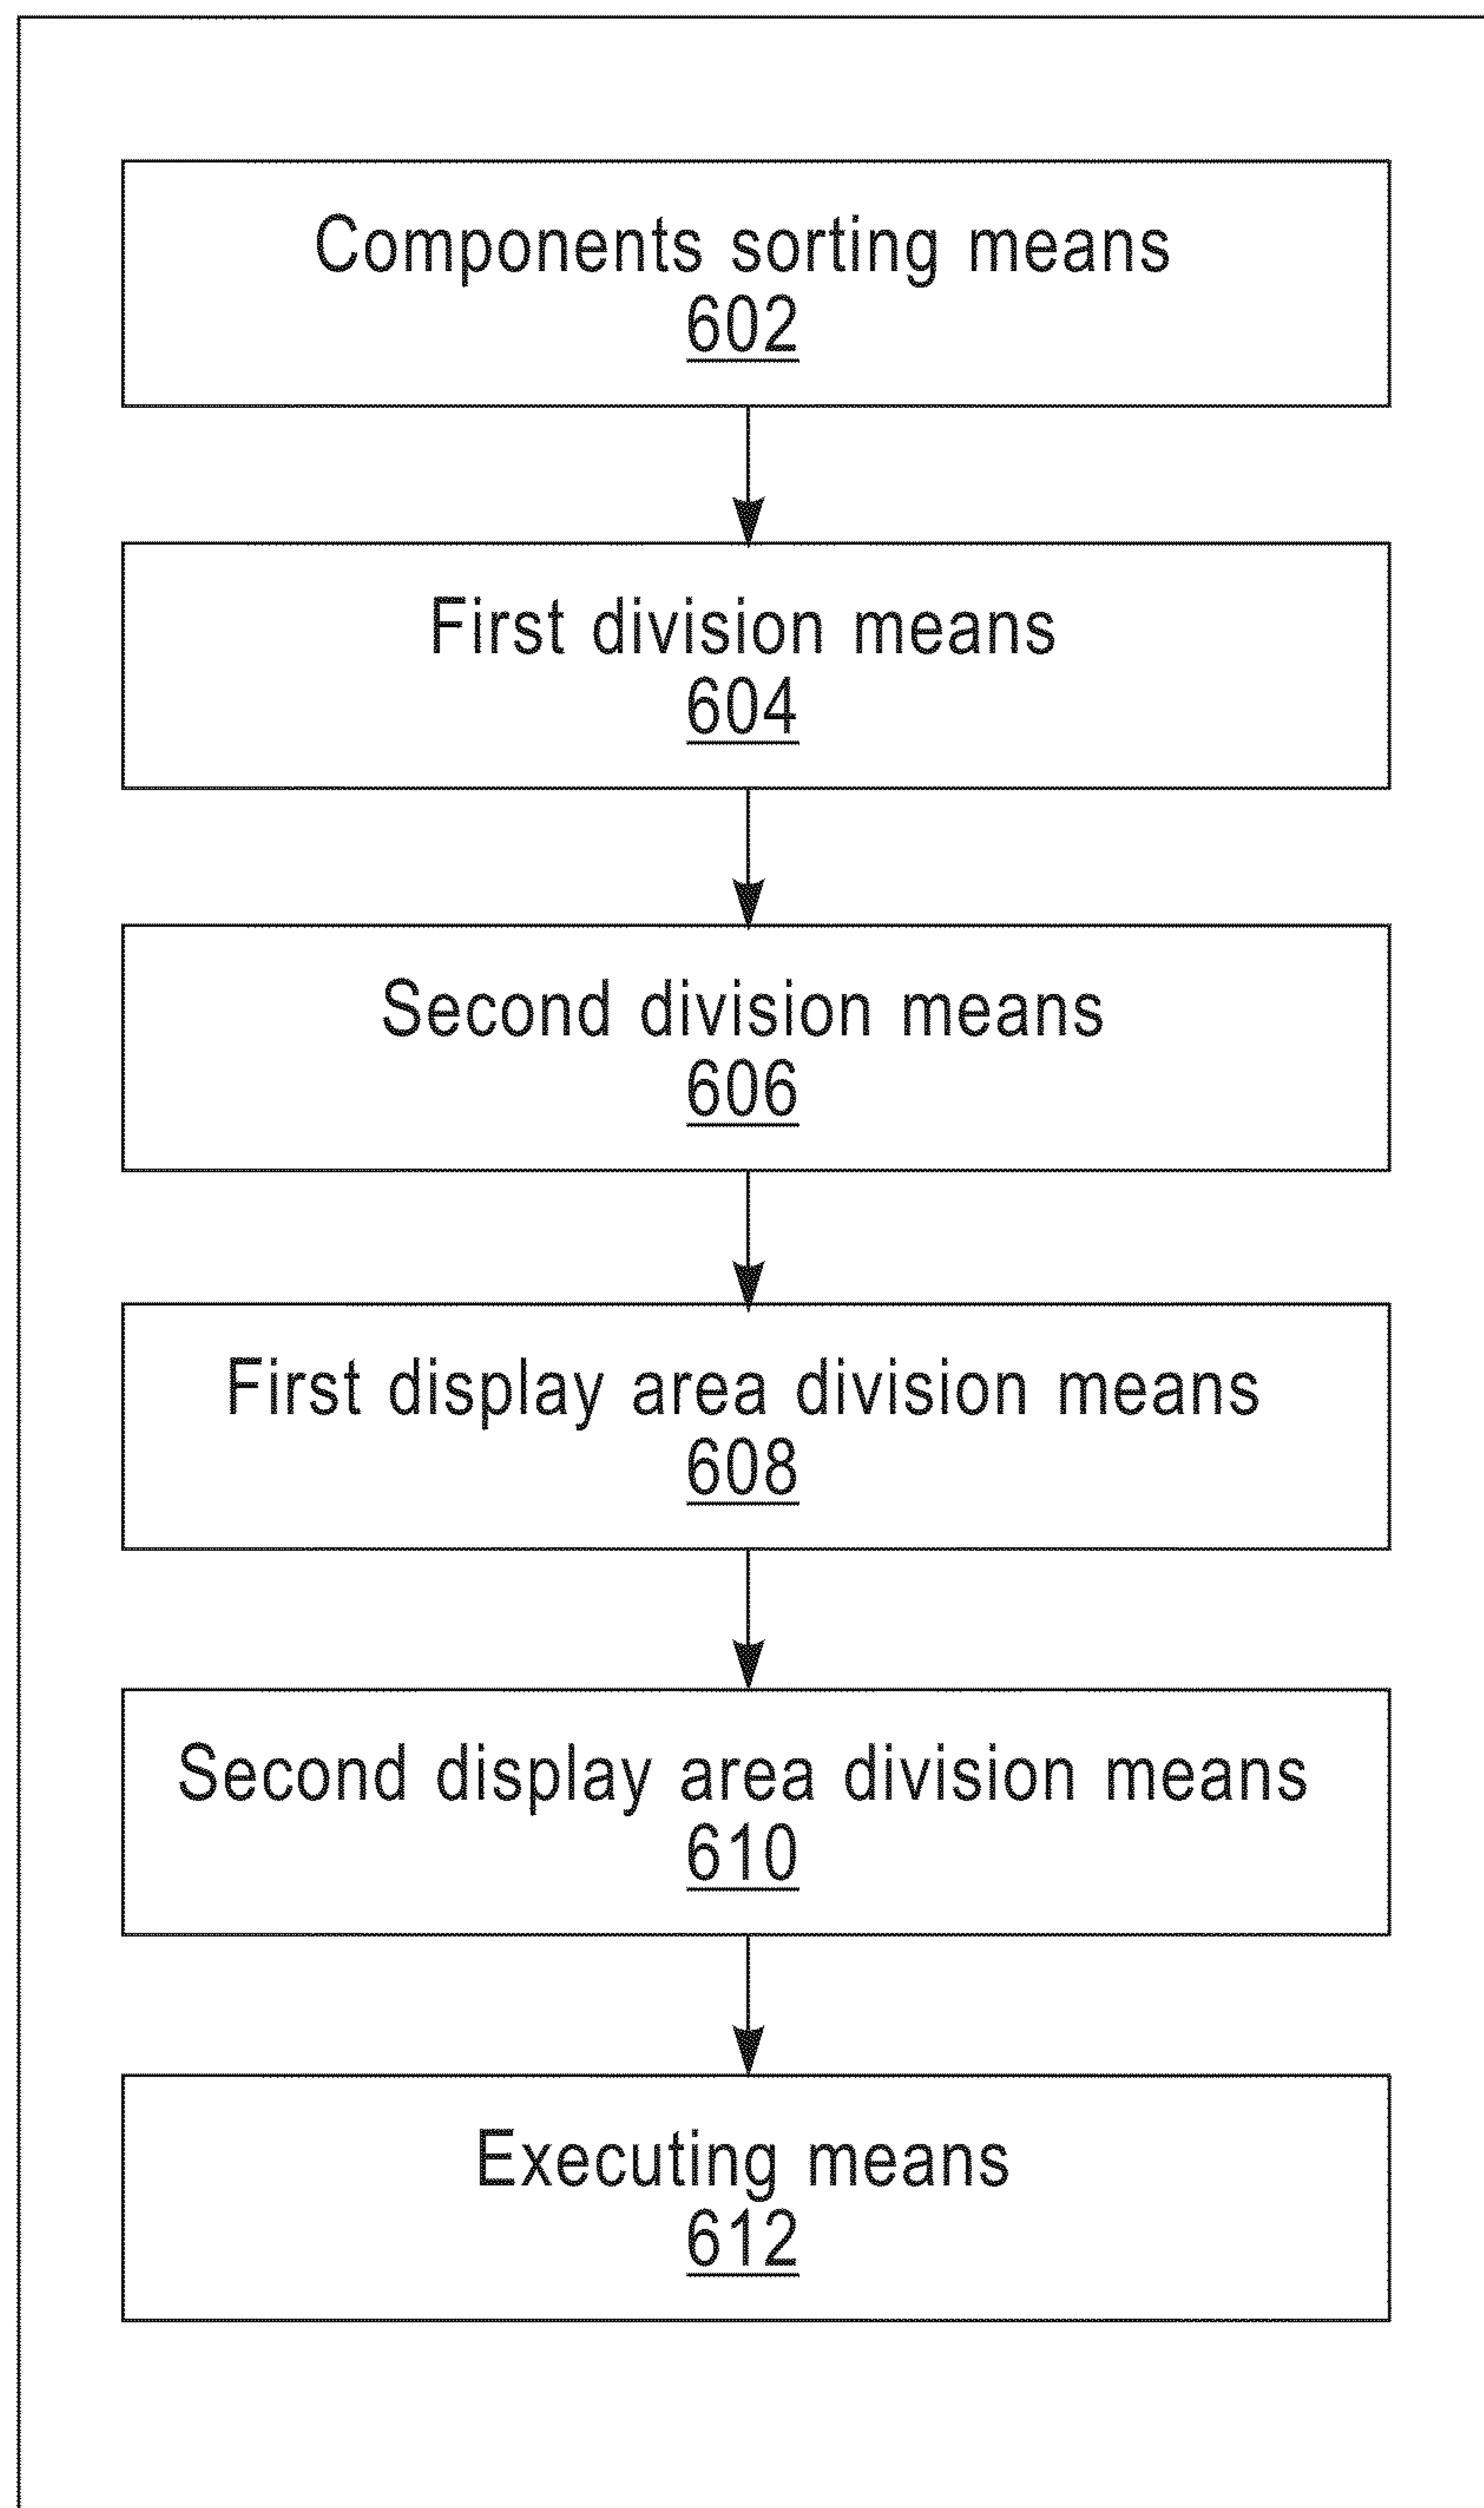 Components sorting means
602
First division means
604
Second division means
606
First display area division means
608
Second display area division means
610
Executing means
612